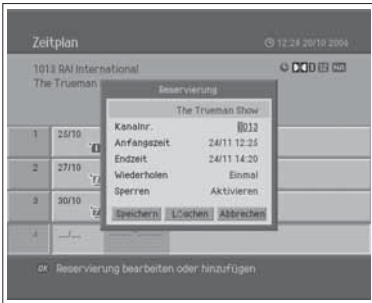 Zeitplan 12:24 20/10 2004
1013 RAI International
The Trueman
Reservierung
The Trueman Show
Kanalnr. 1013
Anfangszeit 24/11 12:25
Endzeit 24/11 14:20
Wiederholen Einmal
Sperren Aktivieren
Speichern Löschen Abbrechen
1 25/10
2 27/10
3 30/10
4 __/__
OK Reservierung bearbeiten oder hinzufügen